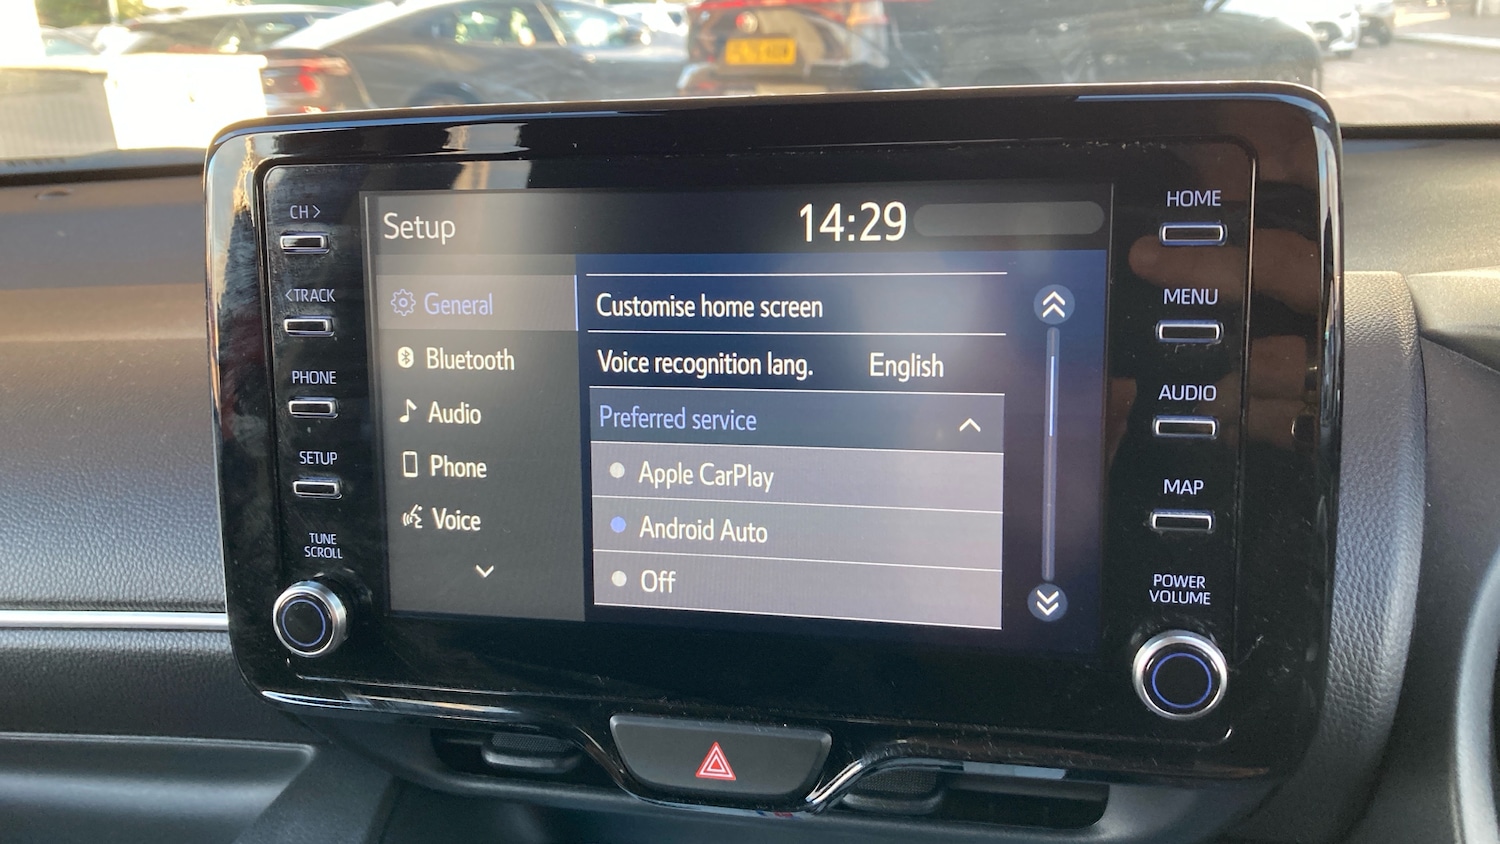 CH >
< TRACK
PHONE
SETUP
TUNE
SCROLL
Setup
14:29
General
Bluetooth
Audio
Phone
Voice
Customise home screen
Voice recognition lang. English
Preferred service
Apple CarPlay
Android Auto
Off
HOME
MENU
AUDIO
MAP
POWER
VOLUME